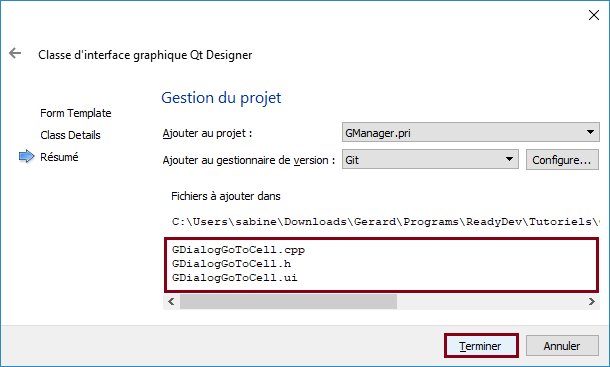 Classe d'interface graphique Qt Designer
Gestion du projet
Form Template
Class Details
Résumé
Ajouter au projet :
GManager.pri
Ajouter au gestionnaire de version :
Git
Configure...
Fichiers à ajouter dans
C:\Users\sabine\Downloads\Gerard\Programs\ReadyDev\Tutoriels\
GDialogGoToCell.cpp
GDialogGoToCell.h
GDialogGoToCell.ui
Terminer
Annuler